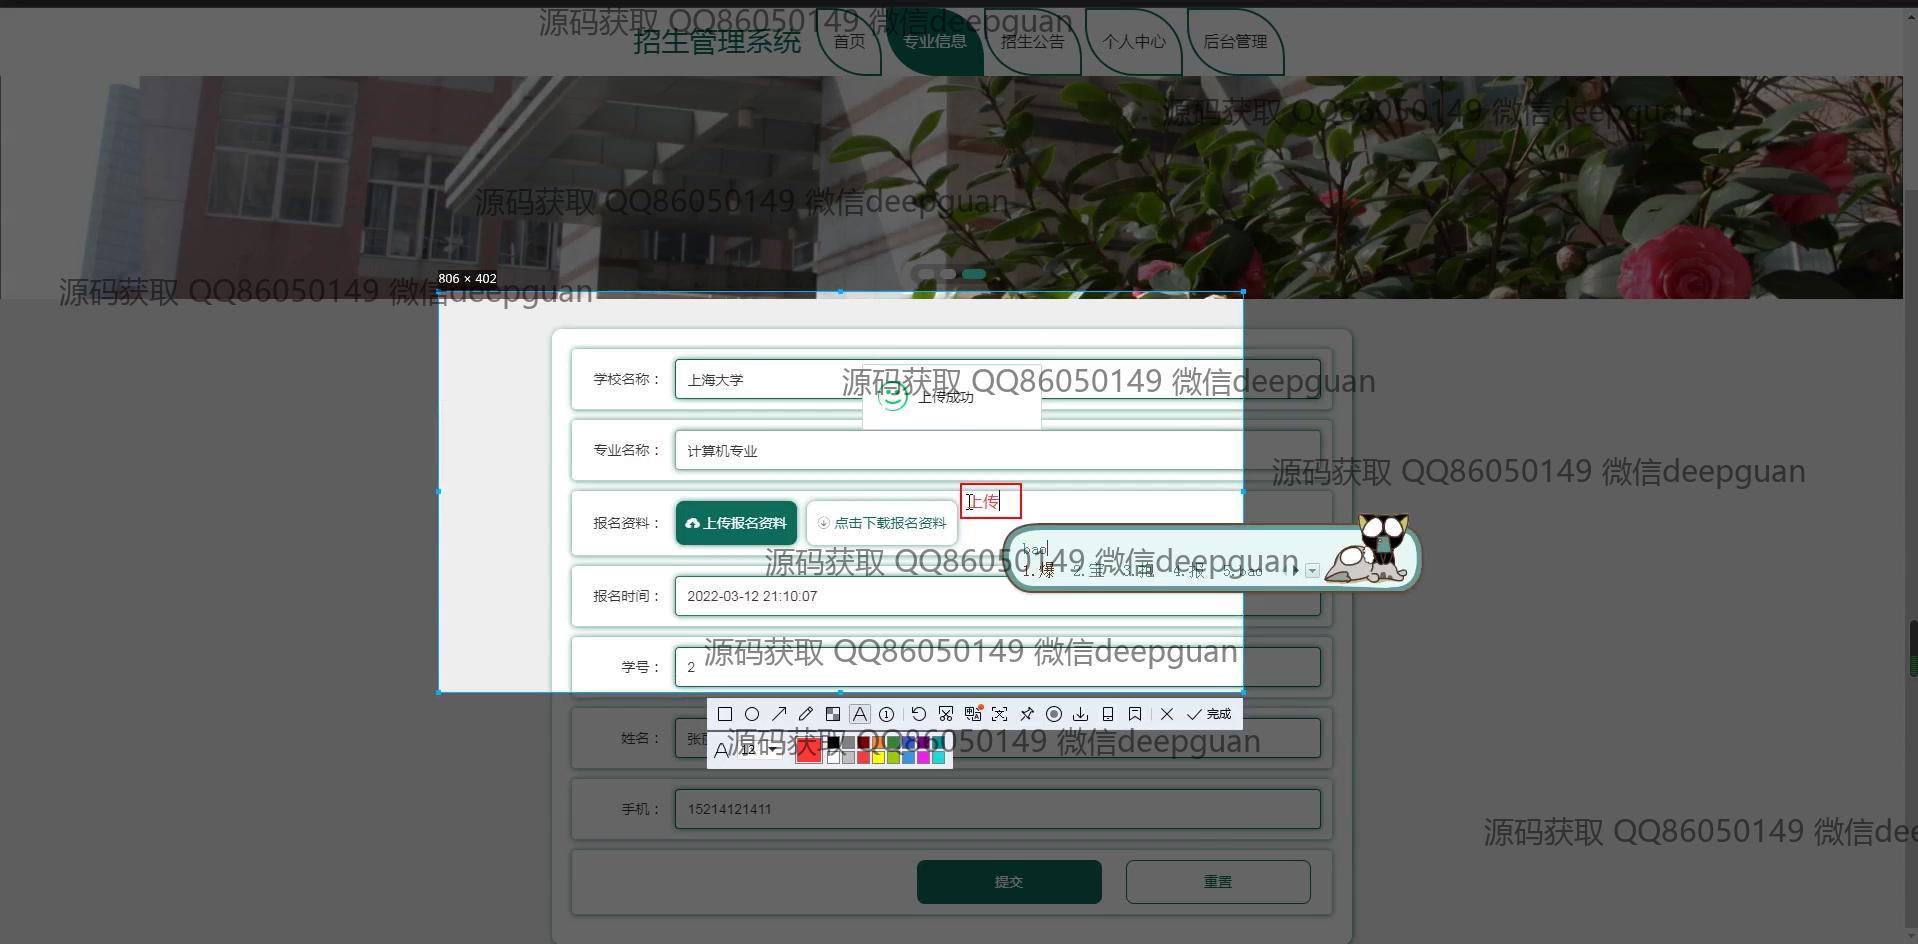 源码获取 QQ86050149 微信deepguan
招生管理系统
首页
专业信息
招生公告
个人中心
后台管理
源码获取 QQ86050149 微信deepguan
源码获取 QQ86050149 微信deepguan
806 × 402
源码获取 QQ86050149 微信deepguan
学校名称：
上海大学
上传成功
源码获取 QQ86050149 微信deepguan
专业名称：
计算机专业
源码获取 QQ86050149 微信deepguan
报名资料：
上传报名资料
点击下载报名资料
上传
bao
1.爆 2.宝 3.抱 4.报 5.bao
源码获取 QQ86050149 微信deepguan
报名时间：
2022-03-12 21:10:07
源码获取 QQ86050149 微信deepguan
学号：
2
完成
姓名：
张
A 12
源码获取 QQ86050149 微信deepguan
手机：
15214121411
源码获取 QQ86050149 微信dee
提交
重置